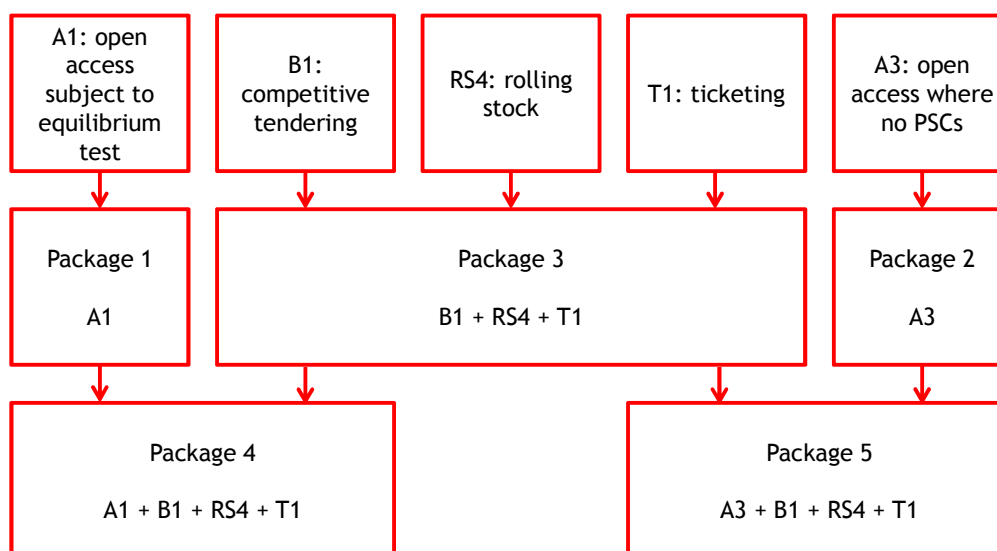 A1: open
access
subject to
equilibrium
test
B1:
competitive
tendering
RS4: rolling
stock
T1: ticketing
A3: open
access where
no PSCs
Package 1
A1
Package 3
B1 + RS4 + T1
Package 2
A3
Package 4
A1 + B1 + RS4 + T1
Package 5
A3 + B1 + RS4 + T1